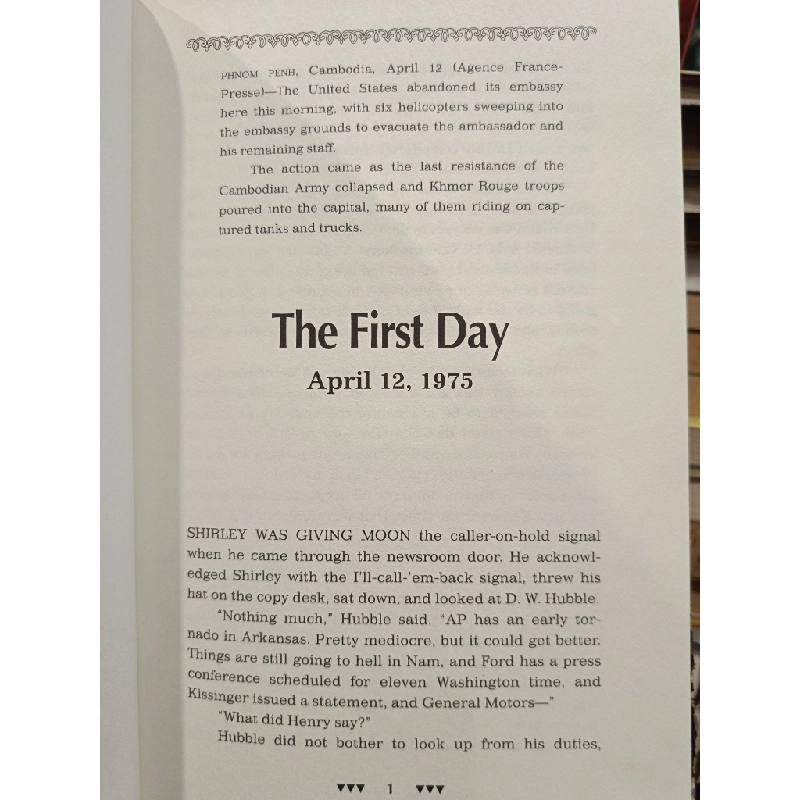 PHNOM PENH, Cambodia, April 12 (Agence France-
Presse)—The United States abandoned its embassy
here this morning, with six helicopters sweeping into
the embassy grounds to evacuate the ambassador and
his remaining staff.
The action came as the last resistance of the
Cambodian Army collapsed and Khmer Rouge troops
poured into the capital, many of them riding on cap-
tured tanks and trucks.
The First Day
April 12, 1975
SHIRLEY WAS GIVING MOON the caller-on-hold signal
when he came through the newsroom door. He acknowl-
edged Shirley with the I'll-call-'em-back signal, threw his
hat on the copy desk, sat down, and looked at D. W. Hubble.
"Nothing much," Hubble said. "AP has an early tor-
nado in Arkansas. Pretty mediocre, but it could get better.
Things are still going to hell in Nam, and Ford has a press
conference scheduled for eleven Washington time, and
Kissinger issued a statement, and General Motors—"
"What did Henry say?"
Hubble did not bother to look up from his duties,
▼▼▼ 1 ▼▼▼